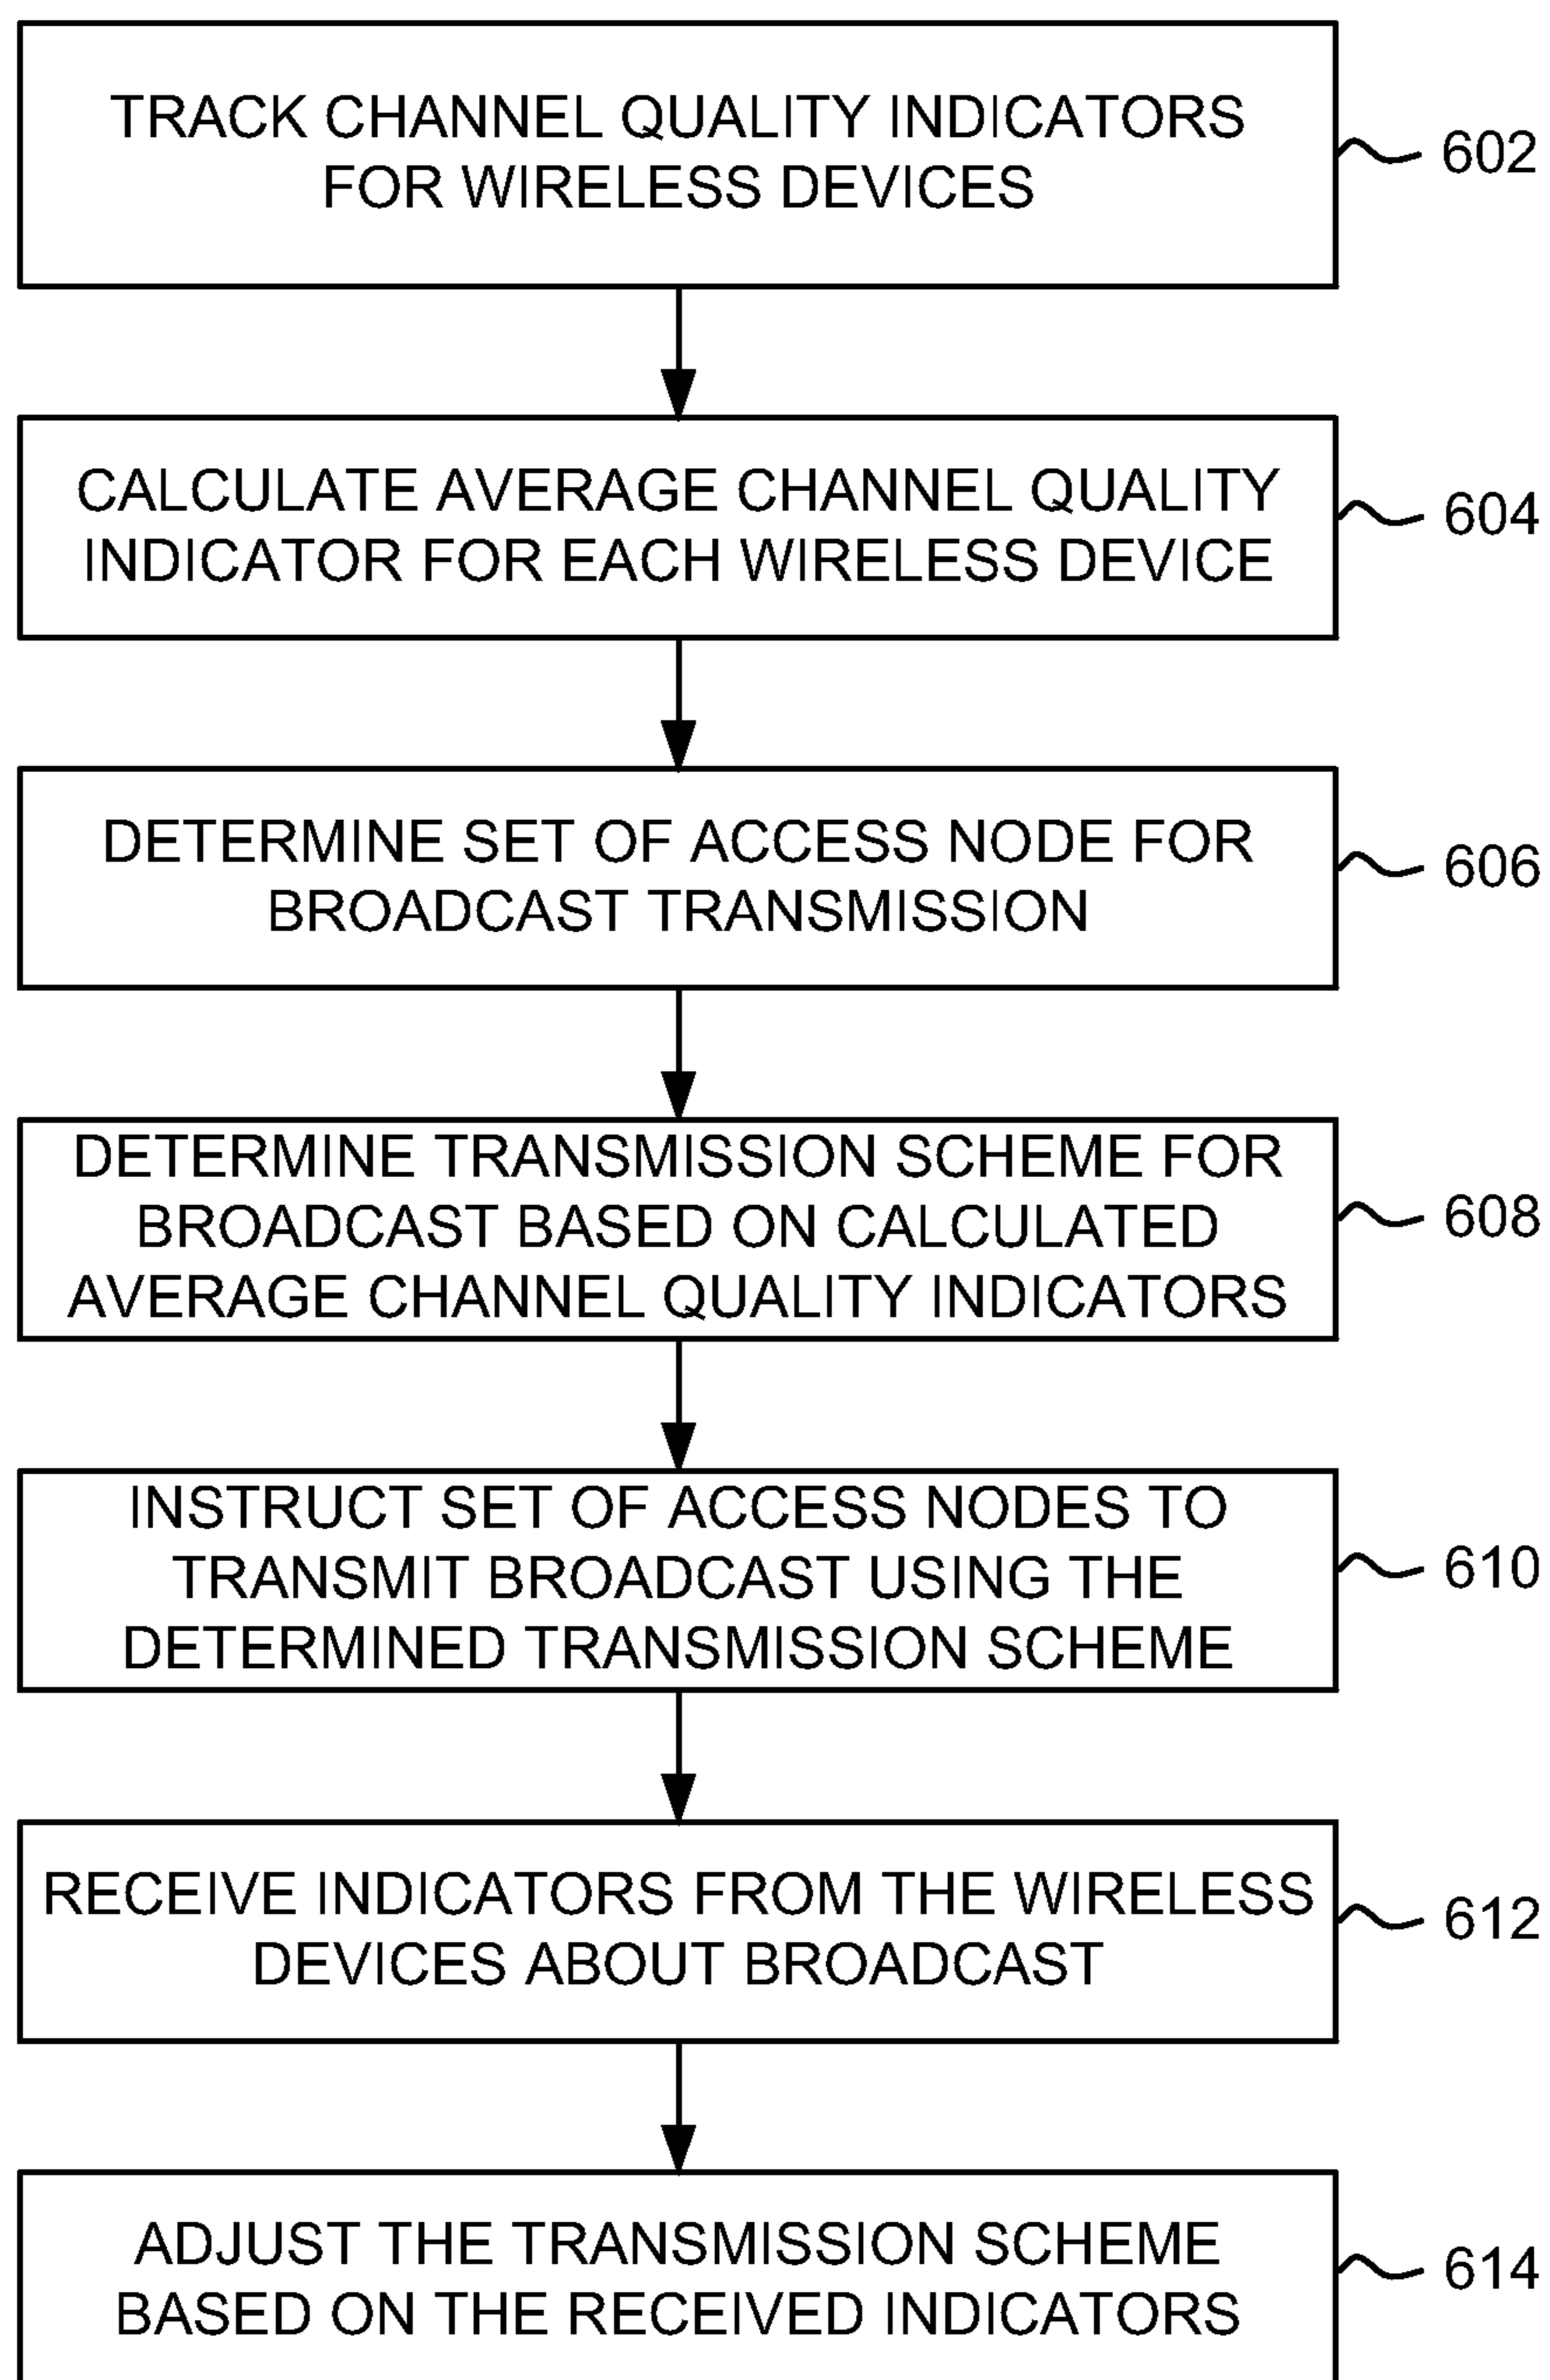 TRACK CHANNEL QUALITY INDICATORS
FOR WIRELESS DEVICES
602
CALCULATE AVERAGE CHANNEL QUALITY
INDICATOR FOR EACH WIRELESS DEVICE
604
DETERMINE SET OF ACCESS NODE FOR
BROADCAST TRANSMISSION
606
DETERMINE TRANSMISSION SCHEME FOR
BROADCAST BASED ON CALCULATED
AVERAGE CHANNEL QUALITY INDICATORS
608
INSTRUCT SET OF ACCESS NODES TO
TRANSMIT BROADCAST USING THE
DETERMINED TRANSMISSION SCHEME
610
RECEIVE INDICATORS FROM THE WIRELESS
DEVICES ABOUT BROADCAST
612
ADJUST THE TRANSMISSION SCHEME
BASED ON THE RECEIVED INDICATORS
614